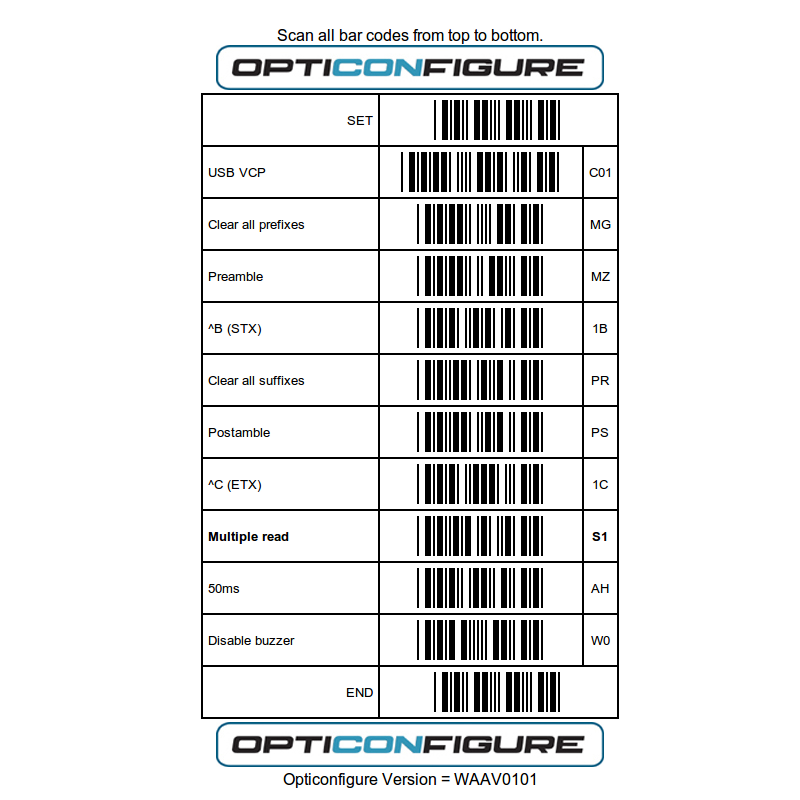 Scan all bar codes from top to bottom.
OPTICONFIGURE
SET
USB VCP C01
Clear all prefixes MG
Preamble MZ
^B (STX) 1B
Clear all suffixes PR
Postamble PS
^C (ETX) 1C
Multiple read S1
50ms AH
Disable buzzer W0
END
OPTICONFIGURE
Opticonfigure Version = WAAV0101